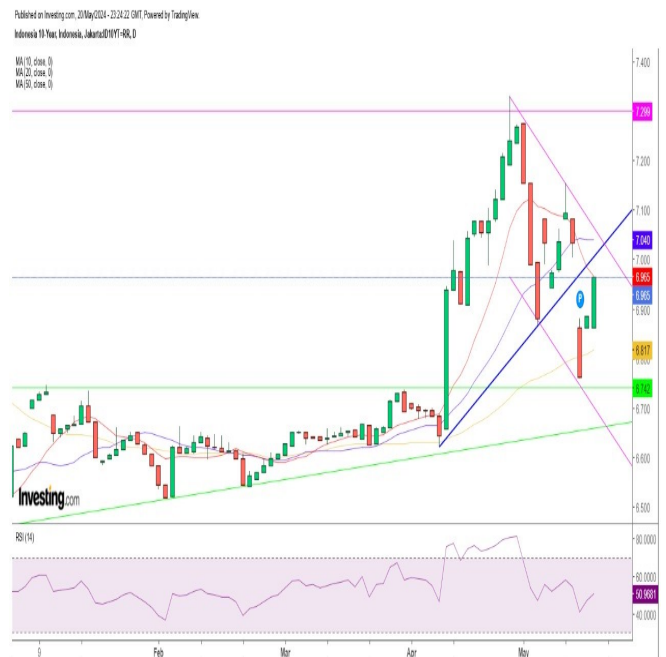 Published on Investing.com, 20/May/2024 - 23:24:22 GMT, Powered by TradingView.
Indonesia 10-Year, Indonesia, Jakarta:ID10YT=RR, D
MA (10, close, 0)
MA (20, close, 0)
MA (50, close, 0)
7.400
7.299
7.200
7.100
7.040
7.000
6.965
6.965
6.900
6.817
6.800
6.742
6.700
6.600
6.500
P
Investing.com
RSI (14)
80.0000
60.0000
50.9681
40.0000
9 Feb Mar Apr May